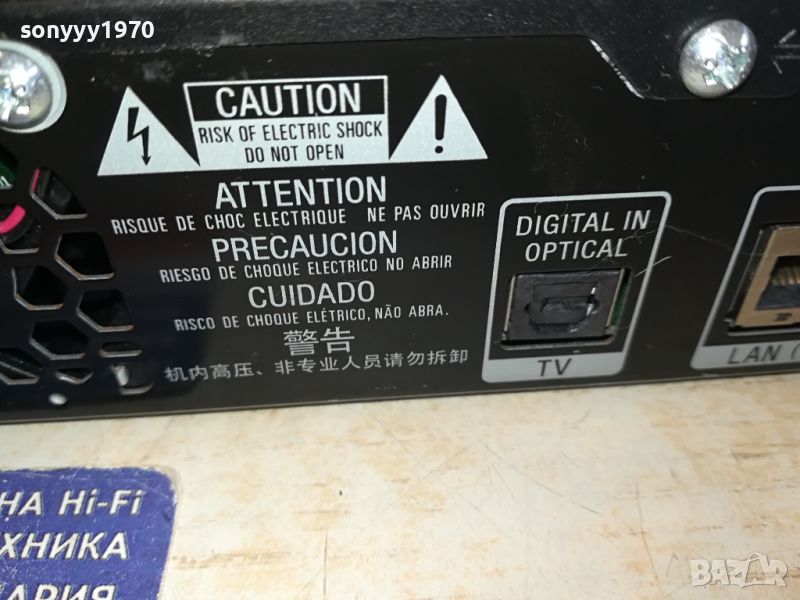 sonyyy1970
CAUTION
RISK OF ELECTRIC SHOCK
DO NOT OPEN
ATTENTION
RISQUE DE CHOC ELECTRIQUE NE PAS OUVRIR
PRECAUCION
RIESGO DE CHOQUE ELECTRICO NO ABRIR
CUIDADO
RISCO DE CHOQUE ELÉTRICO, NÃO ABRA.
警告
机内高压、非专业人员请勿拆卸
DIGITAL IN
OPTICAL
TV
LAN (
НА Hi-Fi
ХНИКА
АРИЯ
BAZAR